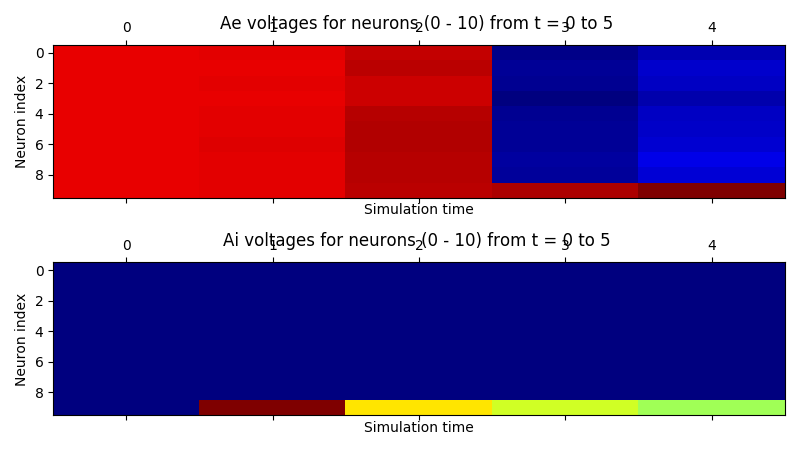 Ae voltages for neurons (0 - 10) from t = 0 to 5
0 1 2 3 4
0
2
4
6
8
Neuron index
Simulation time
Ai voltages for neurons (0 - 10) from t = 0 to 5
0 1 2 3 4
0
2
4
6
8
Neuron index
Simulation time